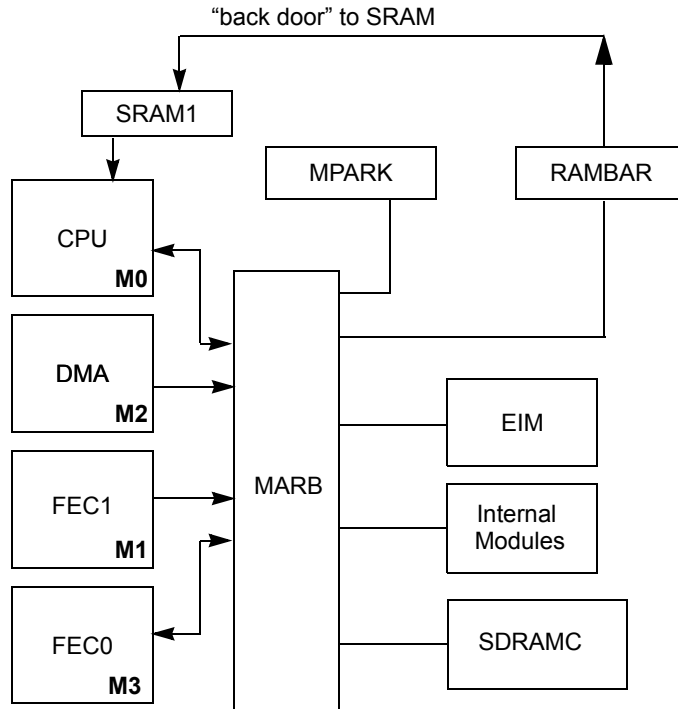 “back door” to SRAM
SRAM1
MPARK
RAMBAR
CPU
M0
DMA
M2
EIM
FEC1
M1
MARB
Internal
Modules
FEC0
M3
SDRAMC